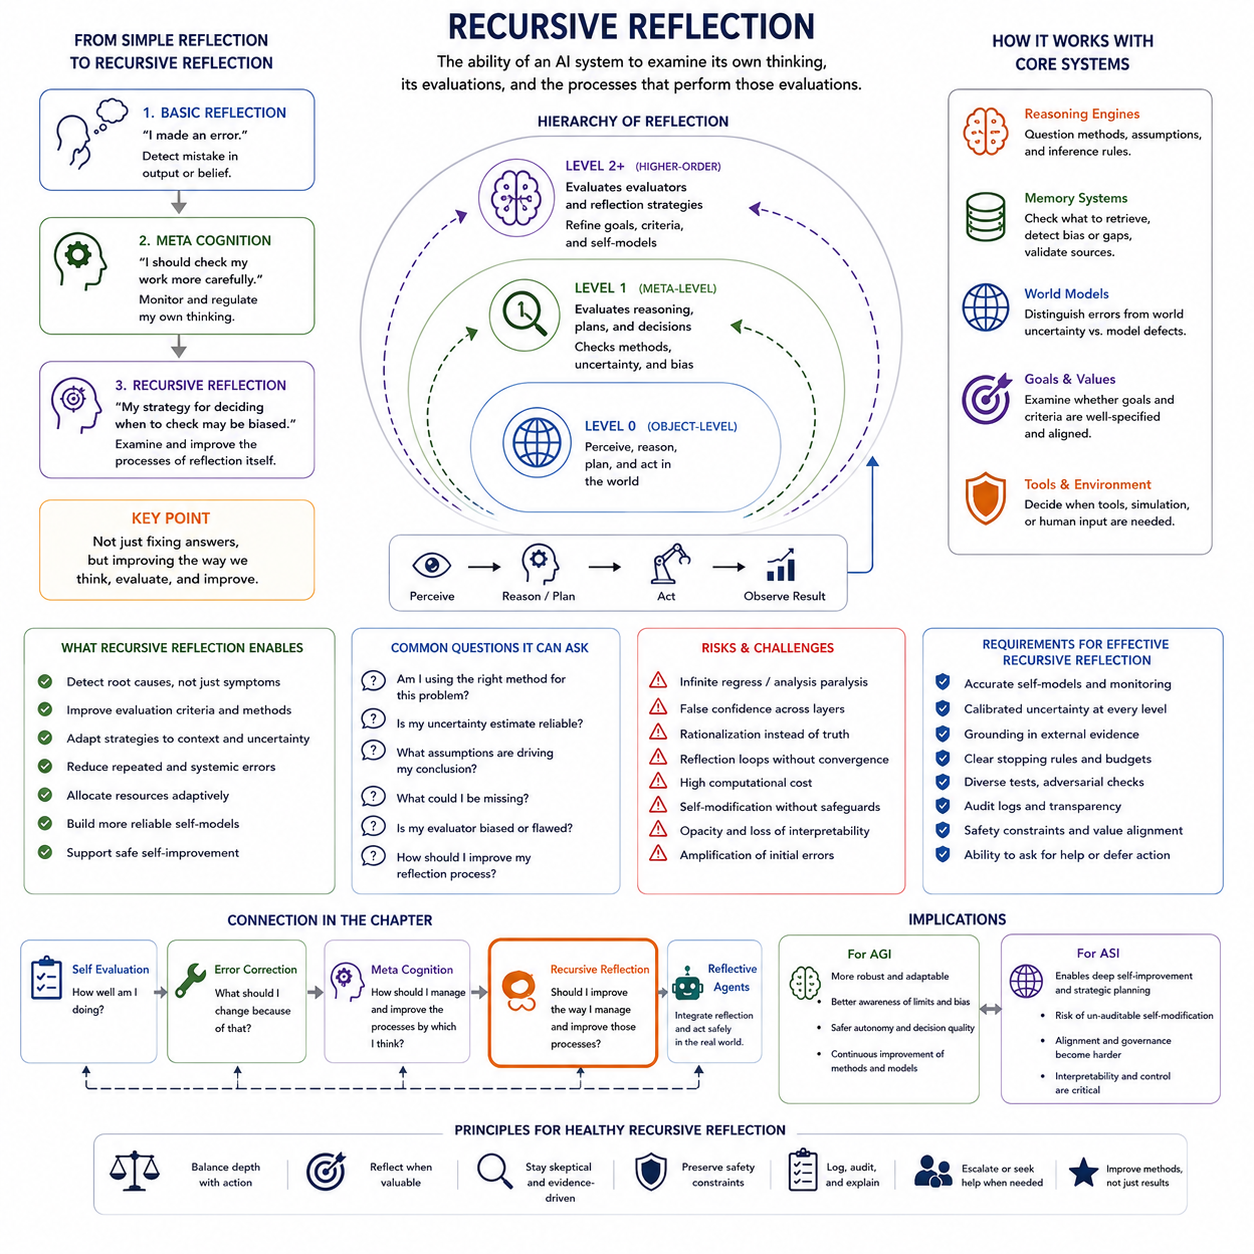 RECURSIVE REFLECTION
The ability of an AI system to examine its own thinking,
its evaluations, and the processes that perform those evaluations.
FROM SIMPLE REFLECTION
TO RECURSIVE REFLECTION
1. BASIC REFLECTION
“I made an error.”
Detect mistake in
output or belief.
2. META COGNITION
“I should check my
work more carefully.”
Monitor and regulate
my own thinking.
3. RECURSIVE REFLECTION
“My strategy for deciding
when to check may be biased.”
Examine and improve the
processes of reflection itself.
KEY POINT
Not just fixing answers,
but improving the way we
think, evaluate, and improve.
HIERARCHY OF REFLECTION
LEVEL 2+ (HIGHER-ORDER)
Evaluates evaluators
and reflection strategies
Refine goals, criteria,
and self-models
1
LEVEL 1 (META-LEVEL)
Evaluates reasoning,
plans, and decisions
Checks methods,
uncertainty, and bias
LEVEL 0 (OBJECT-LEVEL)
Perceive, reason,
plan, and act in
the world
Perceive
Reason / Plan
Act
Observe Result
HOW IT WORKS WITH
CORE SYSTEMS
Reasoning Engines
Question methods, assumptions,
and inference rules.
Memory Systems
Check what to retrieve,
detect bias or gaps,
validate sources.
World Models
Distinguish errors from world
uncertainty vs. model defects.
Goals & Values
Examine whether goals and
criteria are well-specified
and aligned.
Tools & Environment
Decide when tools, simulation,
or human input are needed.
WHAT RECURSIVE REFLECTION ENABLES
Detect root causes, not just symptoms
Improve evaluation criteria and methods
Adapt strategies to context and uncertainty
Reduce repeated and systemic errors
Allocate resources adaptively
Build more reliable self-models
Support safe self-improvement
COMMON QUESTIONS IT CAN ASK
? Am I using the right method for
this problem?
? Is my uncertainty estimate reliable?
? What assumptions are driving
my conclusion?
? What could I be missing?
? Is my evaluator biased or flawed?
? How should I improve my
reflection process?
RISKS & CHALLENGES
Infinite regress / analysis paralysis
False confidence across layers
Rationalization instead of truth
Reflection loops without convergence
High computational cost
Self-modification without safeguards
Opacity and loss of interpretability
Amplification of initial errors
REQUIREMENTS FOR EFFECTIVE
RECURSIVE REFLECTION
Accurate self-models and monitoring
Calibrated uncertainty at every level
Grounding in external evidence
Clear stopping rules and budgets
Diverse tests, adversarial checks
Audit logs and transparency
Safety constraints and value alignment
Ability to ask for help or defer action
CONNECTION IN THE CHAPTER
Self Evaluation
How well am I
doing?
Error Correction
What should I
change because
of that?
Meta Cognition
How should I manage
and improve the
processes by which
I think?
Recursive Reflection
Should I improve
the way I manage
and improve those
processes?
Reflective
Agents
Integrate reflection
and act safely
in the real world.
IMPLICATIONS
For AGI
More robust and adaptable
• Better awareness of limits and bias
• Safer autonomy and decision quality
• Continuous improvement of
methods and models
For ASI
Enables deep self-improvement
and strategic planning
• Risk of un-auditable self-modification
• Alignment and governance
become harder
• Interpretability and control
are critical
PRINCIPLES FOR HEALTHY RECURSIVE REFLECTION
Balance depth
with action
Reflect when
valuable
Stay skeptical
and evidence-
driven
Preserve safety
constraints
Log, audit,
and explain
Escalate or seek
help when needed
Improve methods,
not just results